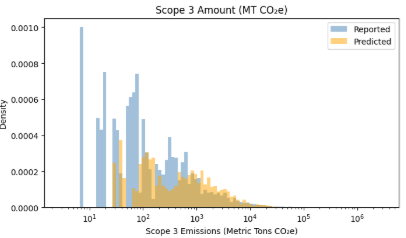 Scope 3 Amount (MT CO₂e)
0.0010
0.0008
0.0006
0.0004
0.0002
0.0000
Density
Reported
Predicted
10¹
10²
10³
10⁴
10⁵
10⁶
Scope 3 Emissions (Metric Tons CO₂e)